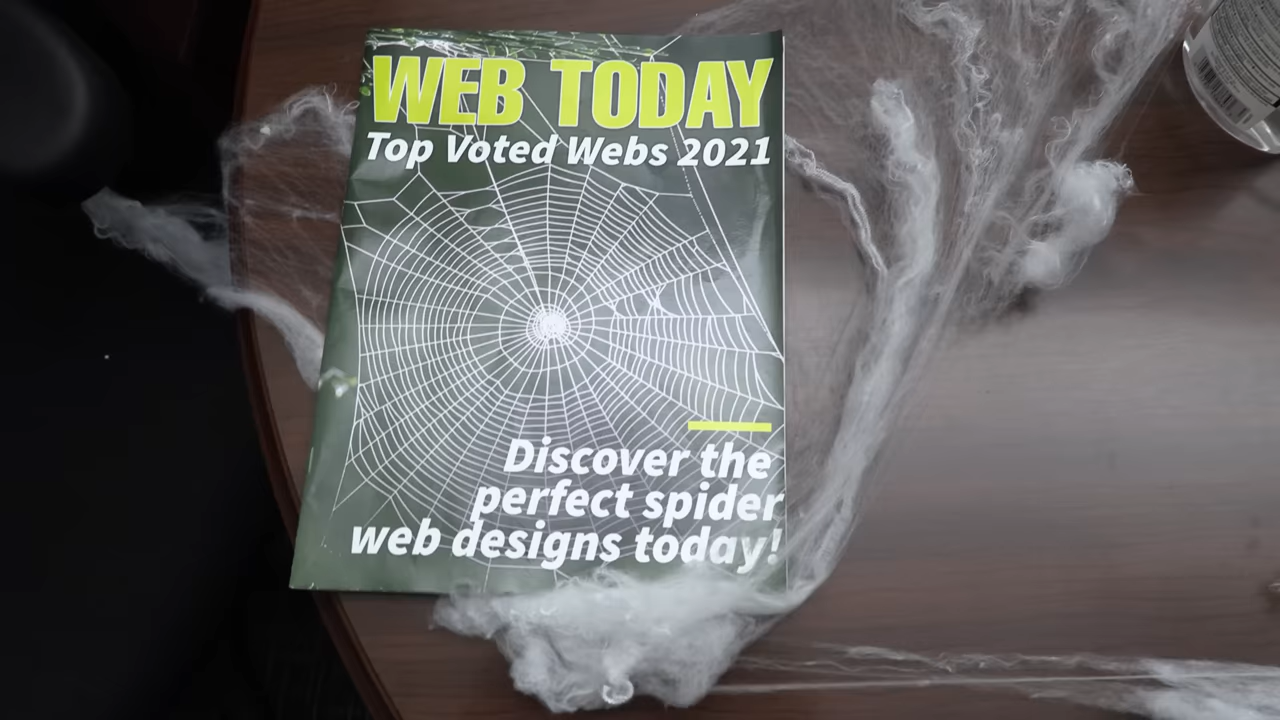 WEB TODAY
Top Voted Webs 2021
Discover the
perfect spider
web designs today!